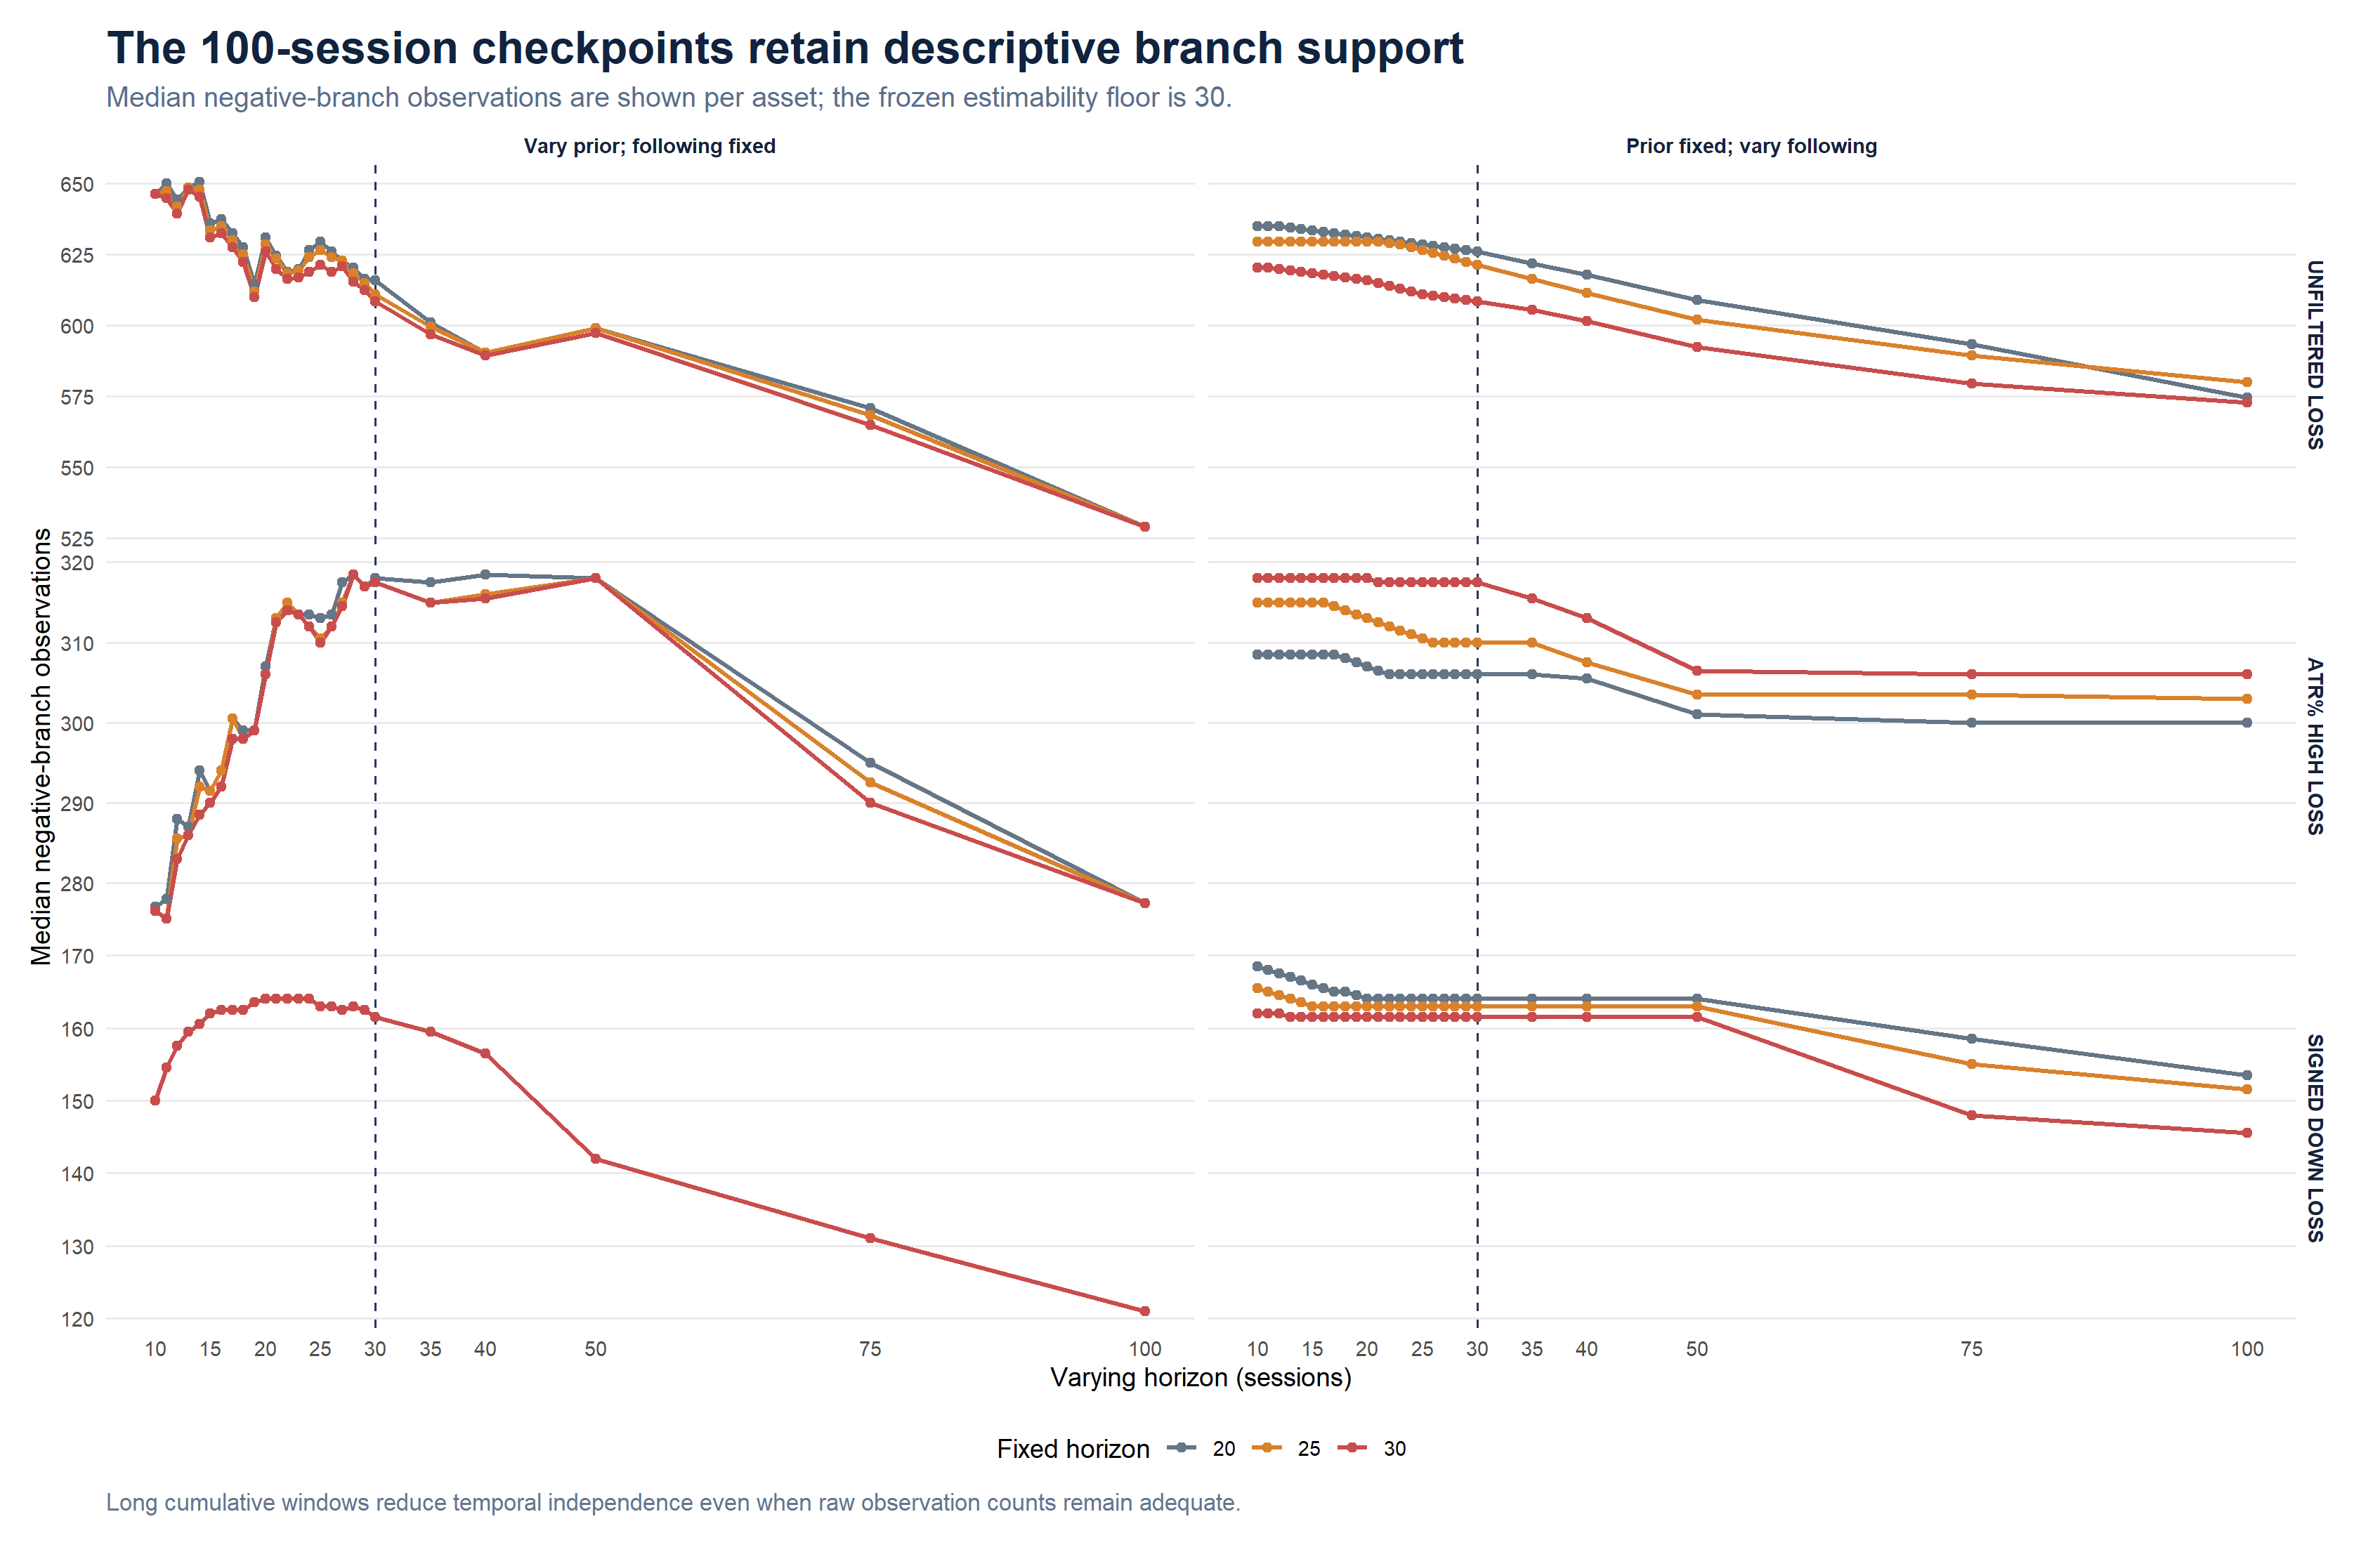 The 100-session checkpoints retain descriptive branch support
Median negative-branch observations are shown per asset; the frozen estimability floor is 30.
Vary prior; following fixed
Prior fixed; vary following
650
625
600
575
550
525
UNFILTERED LOSS
320
310
300
290
280
ATR% HIGH LOSS
170
160
150
140
130
120
SIGNED DOWN LOSS
Median negative-branch observations
10 15 20 25 30 35 40 50 75 100
10 15 20 25 30 35 40 50 75 100
Varying horizon (sessions)
Fixed horizon 20 25 30
Long cumulative windows reduce temporal independence even when raw observation counts remain adequate.